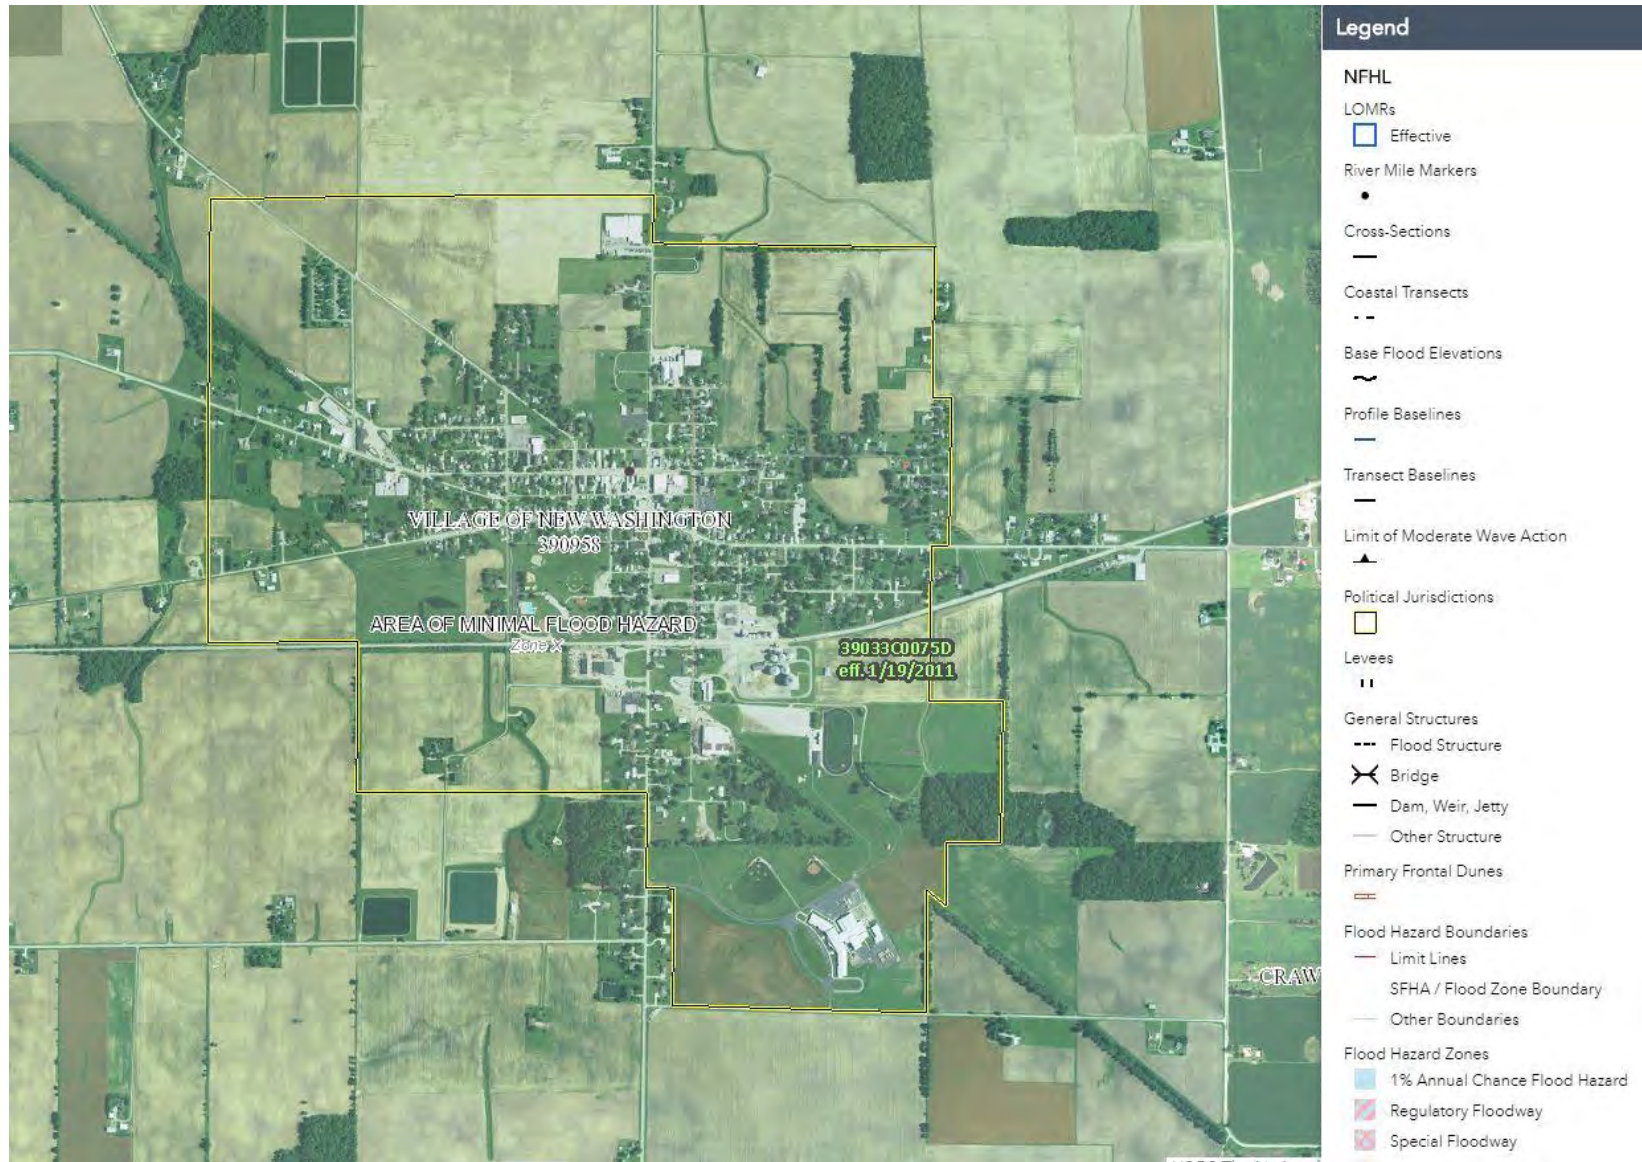 VILLAGE OF NEW WASHINGTON
390958
AREA OF MINIMAL FLOOD HAZARD
Zone X
39033C0075D
eff. 1/19/2011
CRAW
Legend
NFHL
LOMRs
Effective
River Mile Markers
Cross-Sections
Coastal Transects
Base Flood Elevations
Profile Baselines
Transect Baselines
Limit of Moderate Wave Action
Political Jurisdictions
Levees
General Structures
Flood Structure
Bridge
Dam, Weir, Jetty
Other Structure
Primary Frontal Dunes
Flood Hazard Boundaries
Limit Lines
SFHA / Flood Zone Boundary
Other Boundaries
Flood Hazard Zones
1% Annual Chance Flood Hazard
Regulatory Floodway
Special Floodway